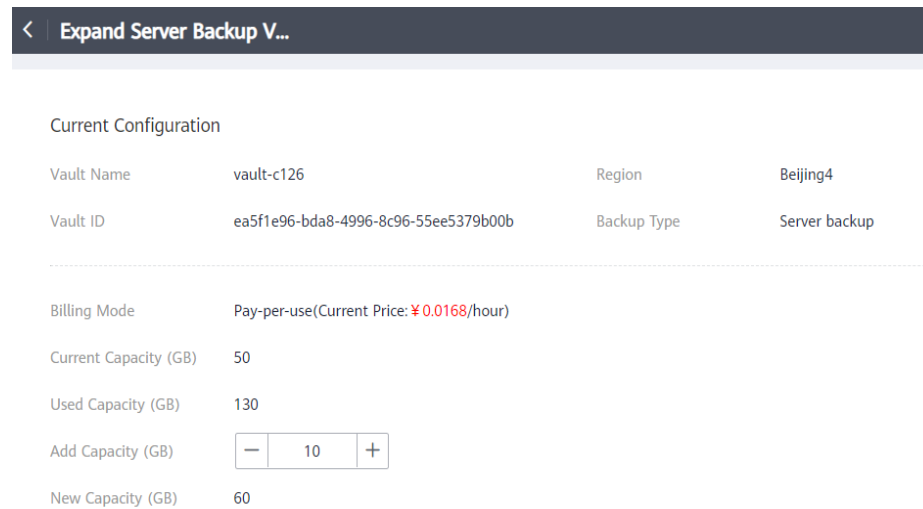 Expand Server Backup V...
Current Configuration
Vault Name vault-c126 Region Beijing4
Vault ID ea5f1e96-bda8-4996-8c96-55ee5379b00b Backup Type Server backup
Billing Mode Pay-per-use(Current Price: ¥ 0.0168/hour)
Current Capacity (GB) 50
Used Capacity (GB) 130
Add Capacity (GB) — 10 +
New Capacity (GB) 60